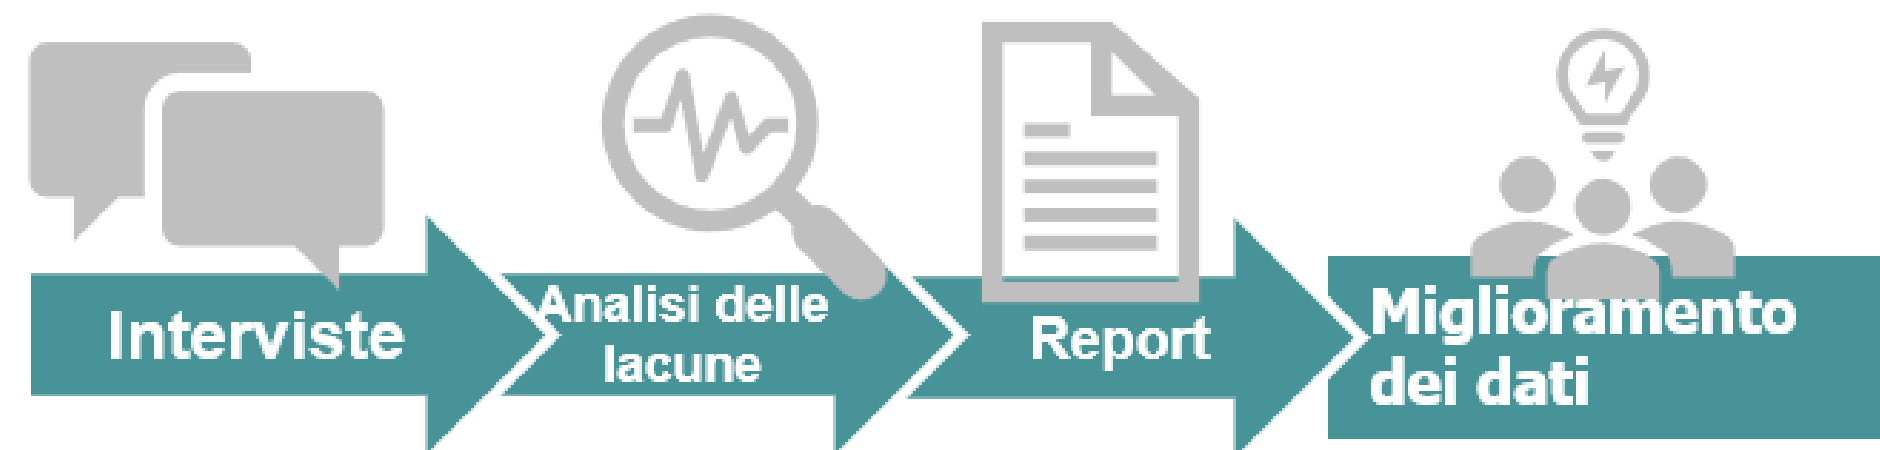 Interviste
Analisi delle
lacune
Report
Miglioramento
dei dati